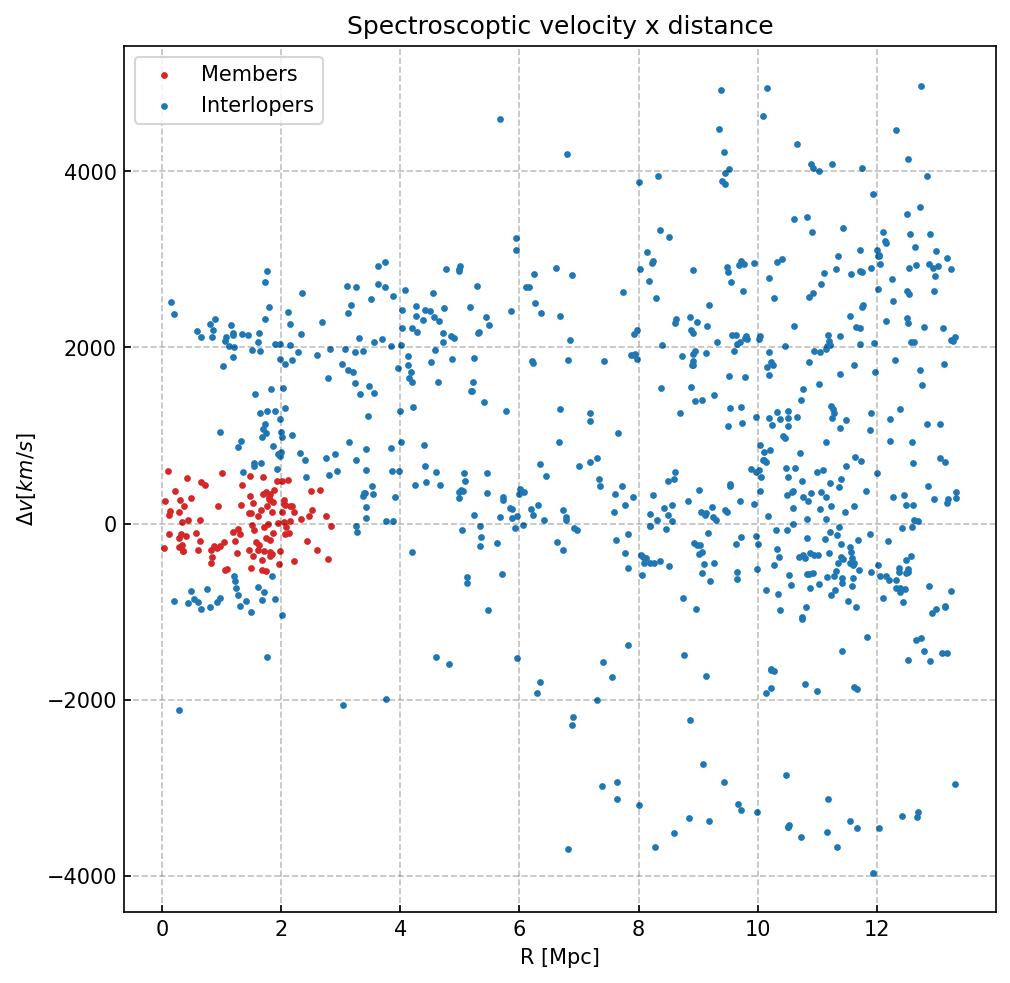 Spectroscoptic velocity x distance
Members
Interlopers
4000
2000
0
−2000
−4000
Δv[km/s]
0 2 4 6 8 10 12
R [Mpc]